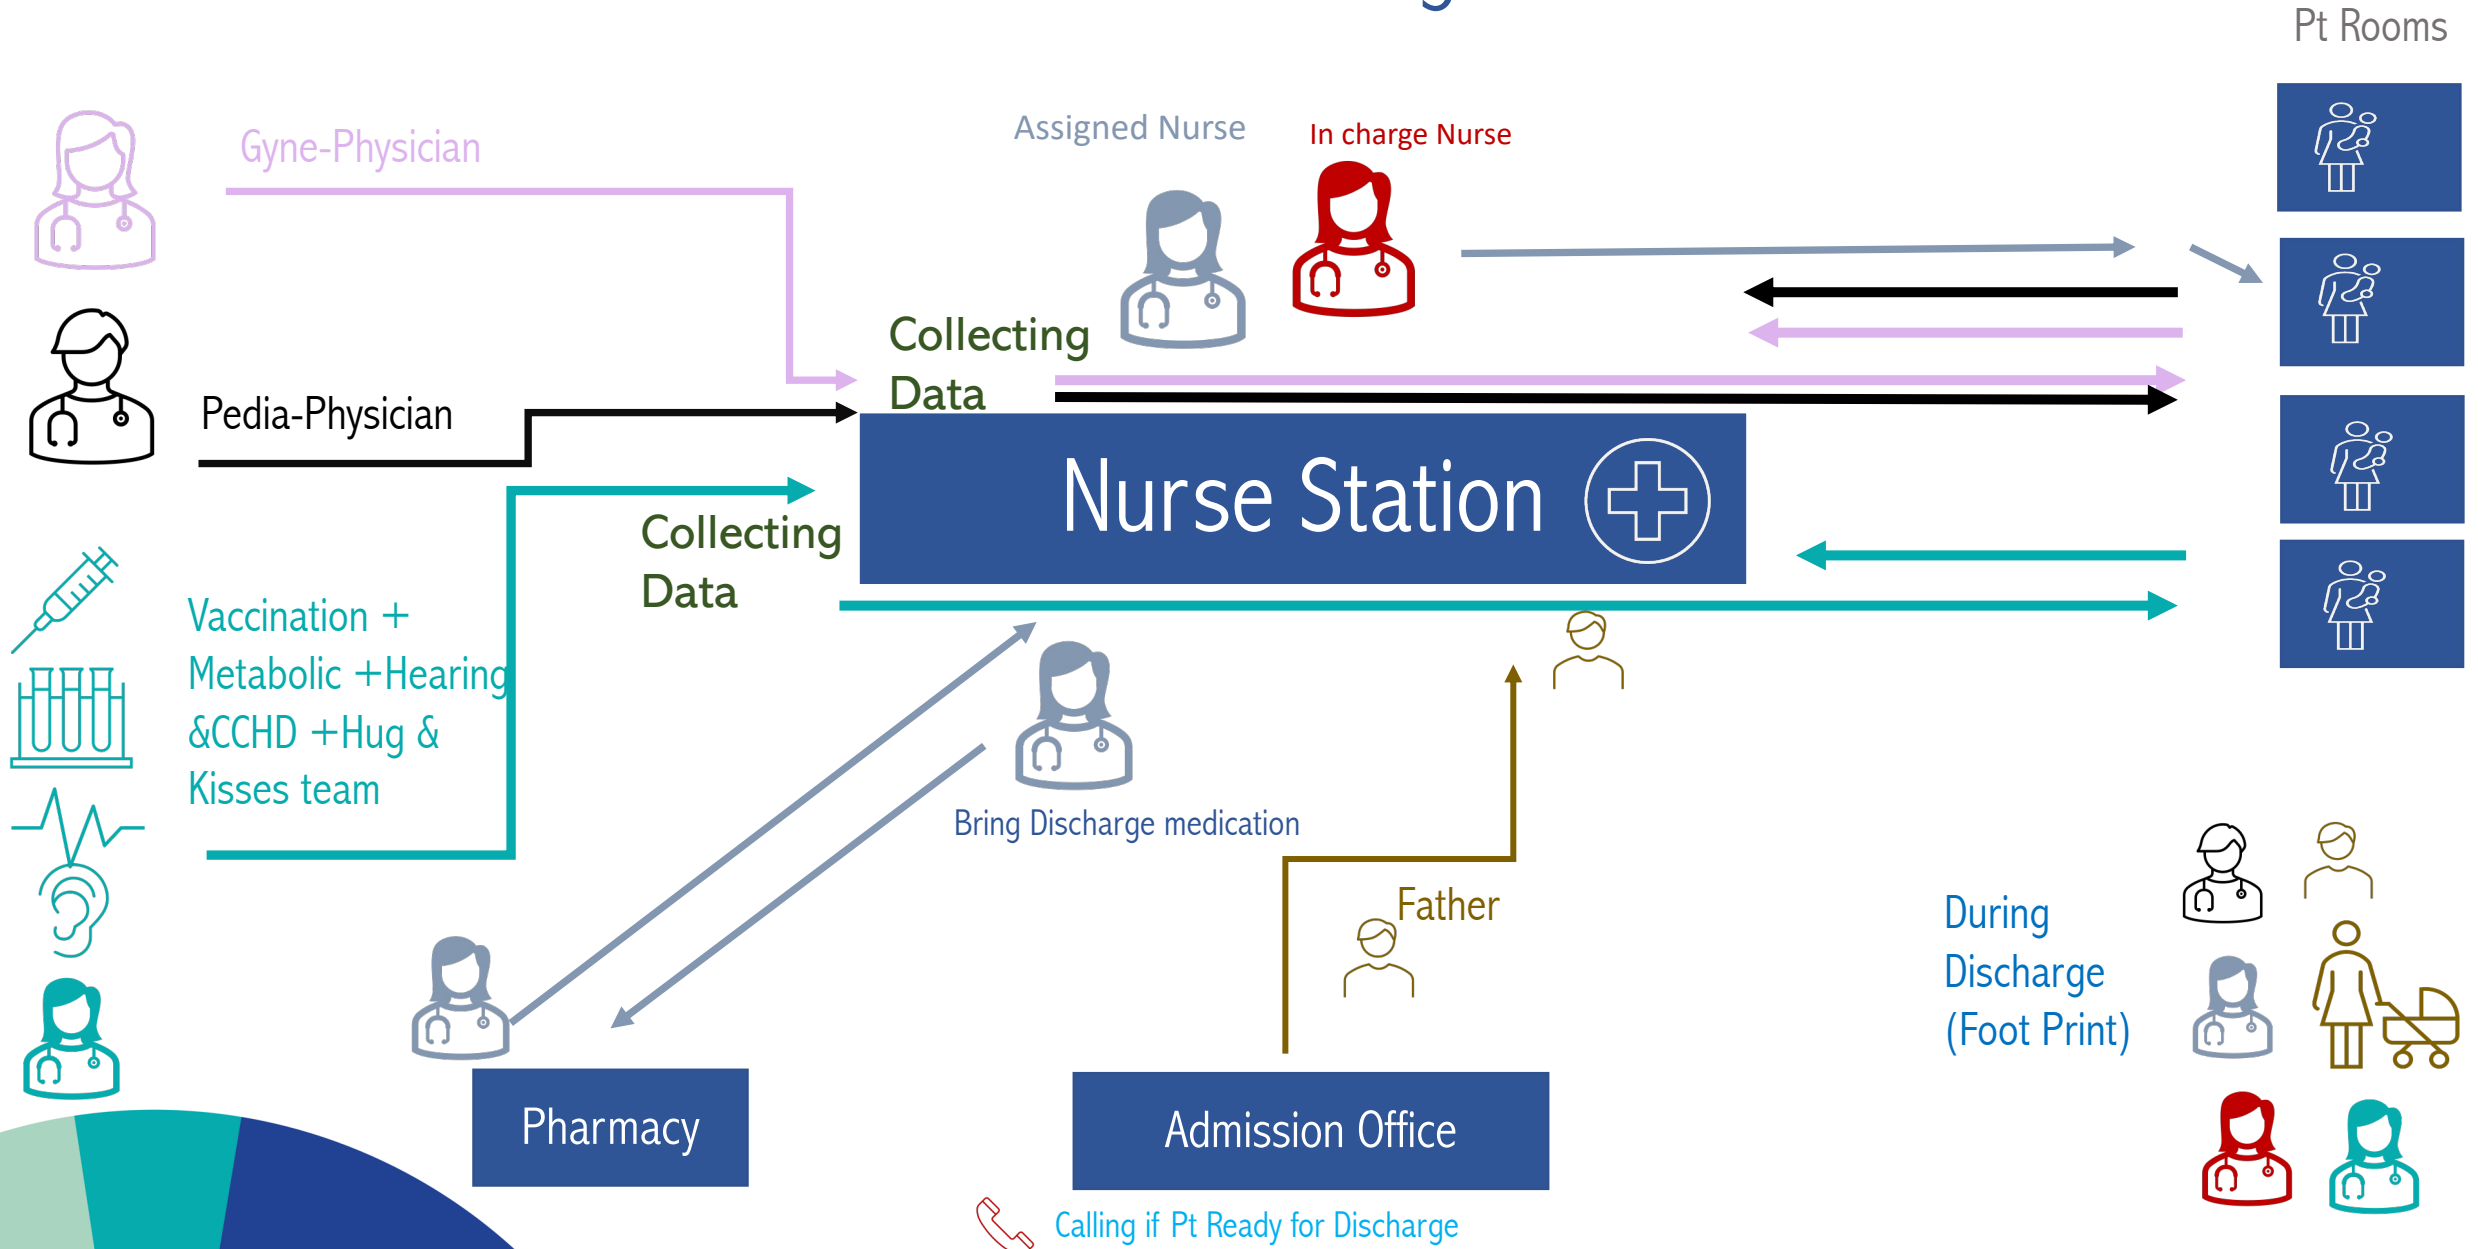 Pt Rooms
Gyne-Physician
Assigned Nurse
In charge Nurse
Collecting
Data
Pedia-Physician
Nurse Station
Collecting
Data
Vaccination +
Metabolic +Hearing
&CCHD +Hug &
Kisses team
Bring Discharge medication
Father
During
Discharge
(Foot Print)
Pharmacy
Admission Office
Calling if Pt Ready for Discharge